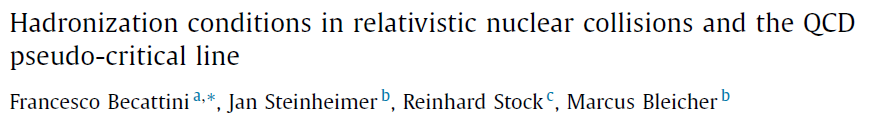 Hadronization conditions in relativistic nuclear collisions and the QCD
pseudo-critical line
Francesco Becattini a,*, Jan Steinheimer b, Reinhard Stock c, Marcus Bleicher b